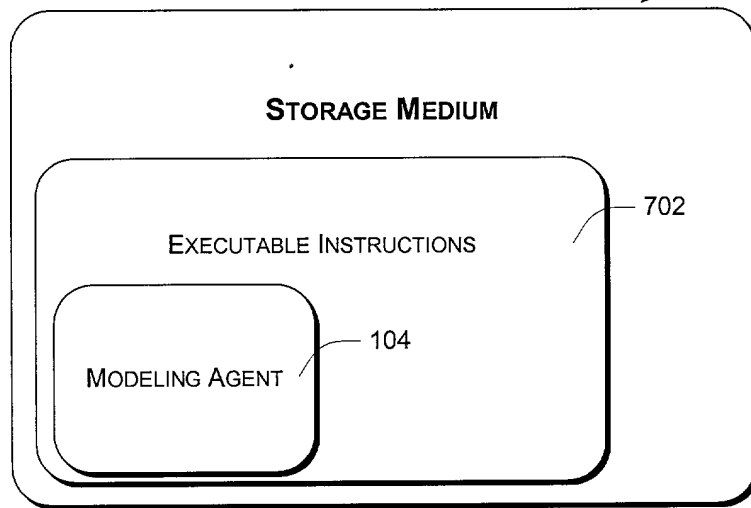 STORAGE MEDIUM
702
EXECUTABLE INSTRUCTIONS
104
MODELING AGENT